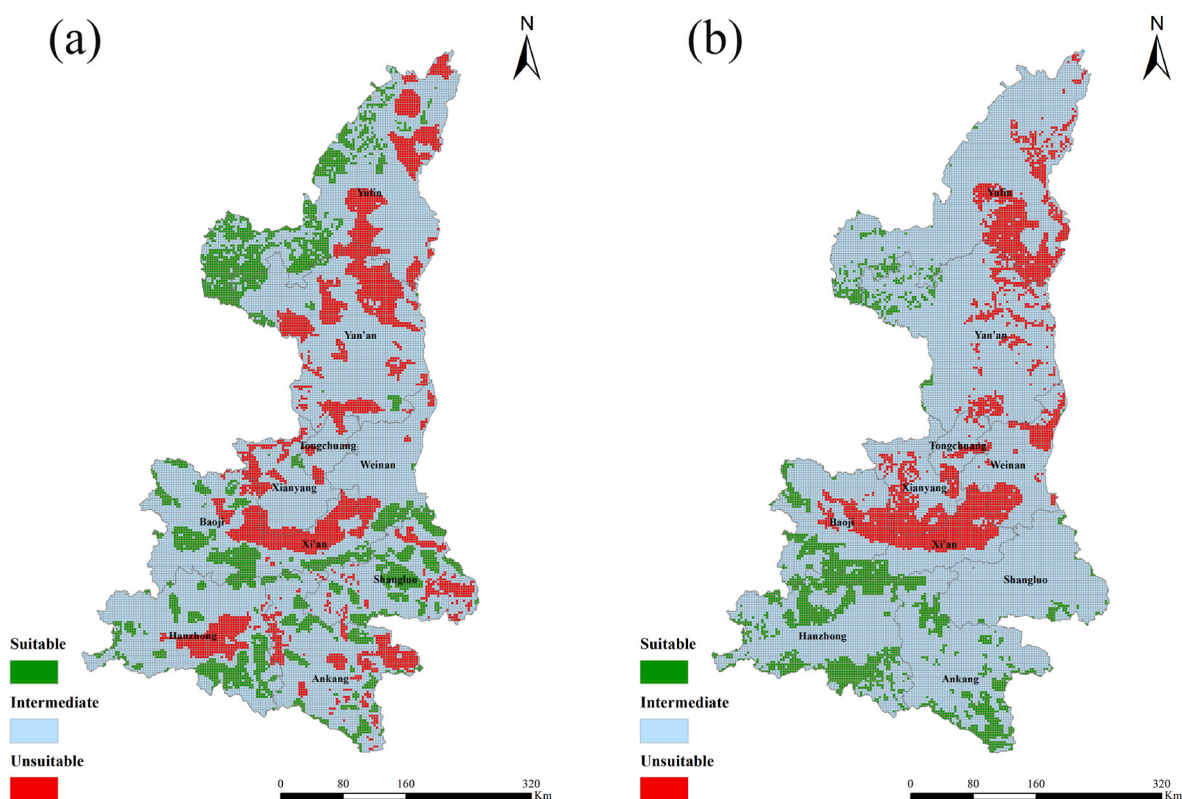 (a)
N
Yulin
Yan'an
Tongchuang
Weinan
Xianyang
Baoji
Xi'an
Shangluo
Hanzhong
Ankang
Suitable
Intermediate
Unsuitable
0 80 160 320
Km
(b)
N
Yulin
Yan'an
Tongchuang
Weinan
Xianyang
Baoji
Xi'an
Shangluo
Hanzhong
Ankang
Suitable
Intermediate
Unsuitable
0 80 160 320
Km